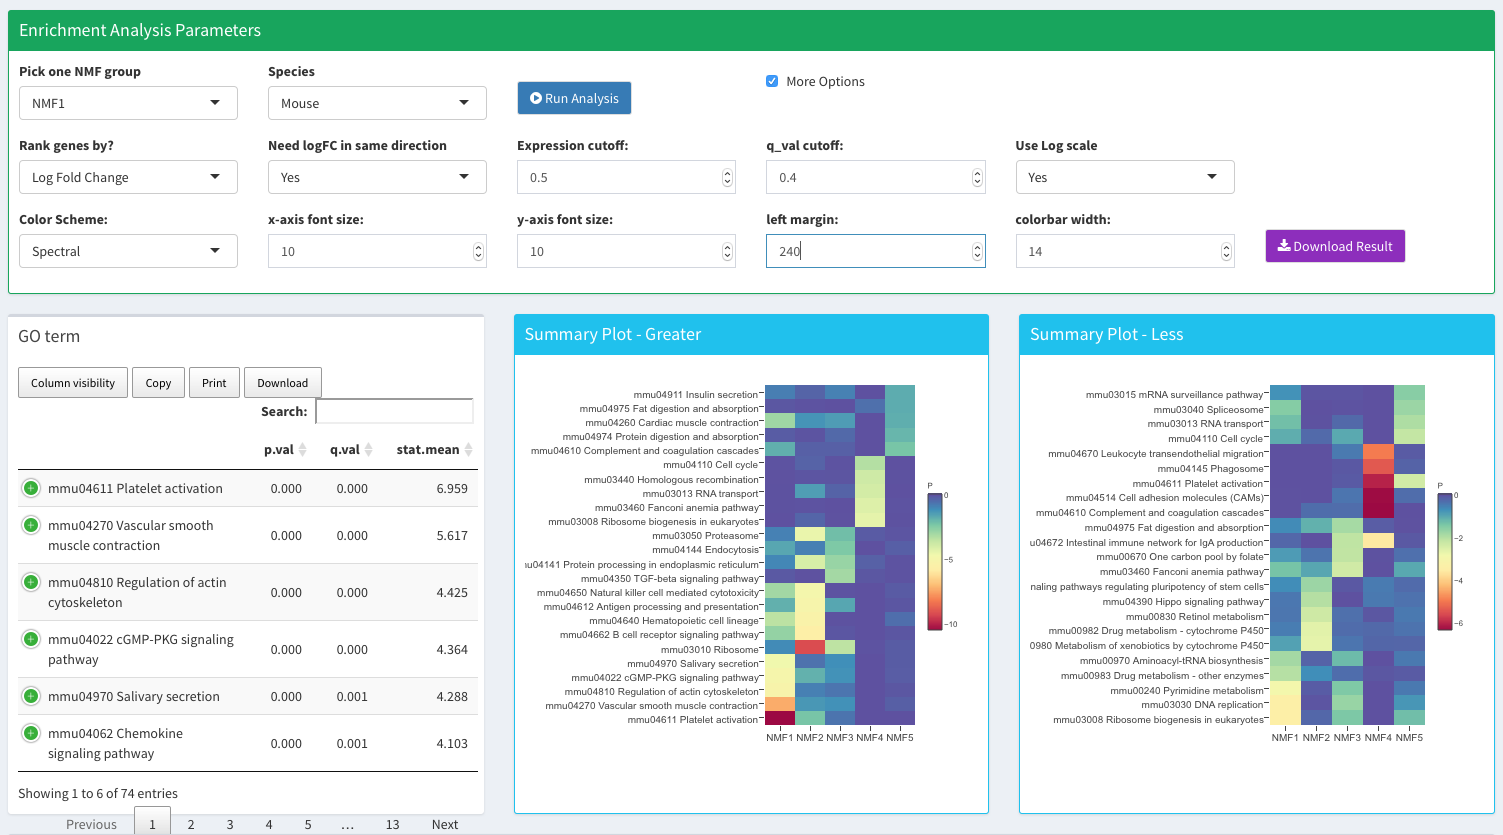 Enrichment Analysis Parameters
Pick one NMF group
Species
NMF1
Mouse
Run Analysis
More Options
Rank genes by?
Need logFC in same direction
Expression cutoff:
q_val cutoff:
Use Log scale
Log Fold Change
Yes
0.5
0.4
Yes
Color Scheme:
x-axis font size:
y-axis font size:
left margin:
colorbar width:
Spectral
10
10
240
14
Download Result
GO term
Column visibility
Copy
Print
Download
Search:
p.val
q.val
stat.mean
mmu04611 Platelet activation 0.000 0.000 6.959
mmu04270 Vascular smooth
muscle contraction 0.000 0.000 5.617
mmu04810 Regulation of actin
cytoskeleton 0.000 0.000 4.425
mmu04022 cGMP-PKG signaling
pathway 0.000 0.000 4.364
mmu04970 Salivary secretion 0.000 0.001 4.288
mmu04062 Chemokine
signaling pathway 0.000 0.001 4.103
Showing 1 to 6 of 74 entries
Previous 1 2 3 4 5 … 13 Next
Summary Plot - Greater
mmu04911 Insulin secretion
mmu04975 Fat digestion and absorption
mmu04260 Cardiac muscle contraction
mmu04974 Protein digestion and absorption
mmu04610 Complement and coagulation cascades
mmu04110 Cell cycle
mmu03440 Homologous recombination
mmu03013 RNA transport
mmu03460 Fanconi anemia pathway
mmu03008 Ribosome biogenesis in eukaryotes
mmu03050 Proteasome
mmu04144 Endocytosis
ıu04141 Protein processing in endoplasmic reticulum
mmu04350 TGF-beta signaling pathway
mmu04650 Natural killer cell mediated cytotoxicity
mmu04612 Antigen processing and presentation
mmu04640 Hematopoietic cell lineage
mmu04662 B cell receptor signaling pathway
mmu03010 Ribosome
mmu04970 Salivary secretion
mmu04022 cGMP-PKG signaling pathway
mmu04810 Regulation of actin cytoskeleton
mmu04270 Vascular smooth muscle contraction
mmu04611 Platelet activation
NMF1 NMF2 NMF3 NMF4 NMF5
P
0
−5
−10
Summary Plot - Less
mmu03015 mRNA surveillance pathway
mmu03040 Spliceosome
mmu03013 RNA transport
mmu04110 Cell cycle
mmu04670 Leukocyte transendothelial migration
mmu04145 Phagosome
mmu04611 Platelet activation
mmu04514 Cell adhesion molecules (CAMs)
mmu04610 Complement and coagulation cascades
mmu04975 Fat digestion and absorption
ıu04672 Intestinal immune network for IgA production
mmu00670 One carbon pool by folate
mmu03460 Fanconi anemia pathway
naling pathways regulating pluripotency of stem cells
mmu04390 Hippo signaling pathway
mmu00830 Retinol metabolism
mmu00982 Drug metabolism - cytochrome P450
0980 Metabolism of xenobiotics by cytochrome P450
mmu00970 Aminoacyl-tRNA biosynthesis
mmu00983 Drug metabolism - other enzymes
mmu00240 Pyrimidine metabolism
mmu03030 DNA replication
mmu03008 Ribosome biogenesis in eukaryotes
NMF1 NMF2 NMF3 NMF4 NMF5
P
0
−2
−4
−6